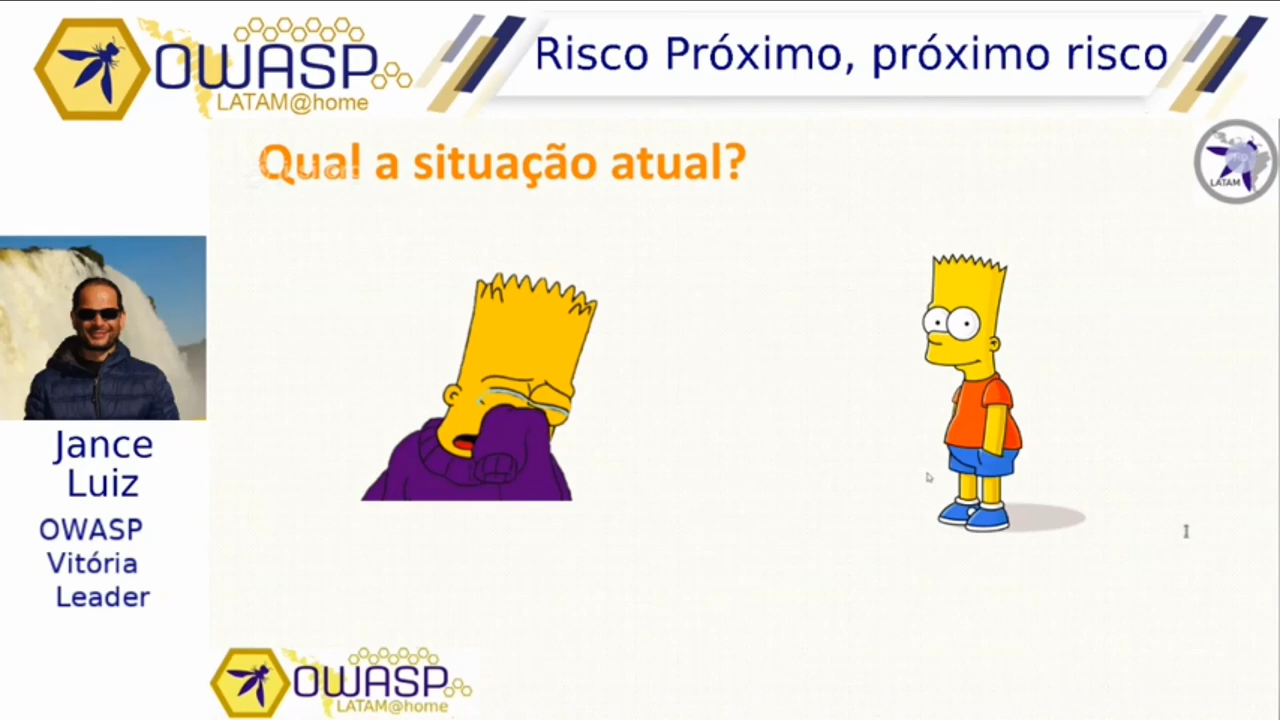 OWASP
LATAM@home
Risco Próximo, próximo risco
Qual a situação atual?
LATAM
Jance
Luiz
OWASP
Vitória
Leader
OWASP
LATAM@home